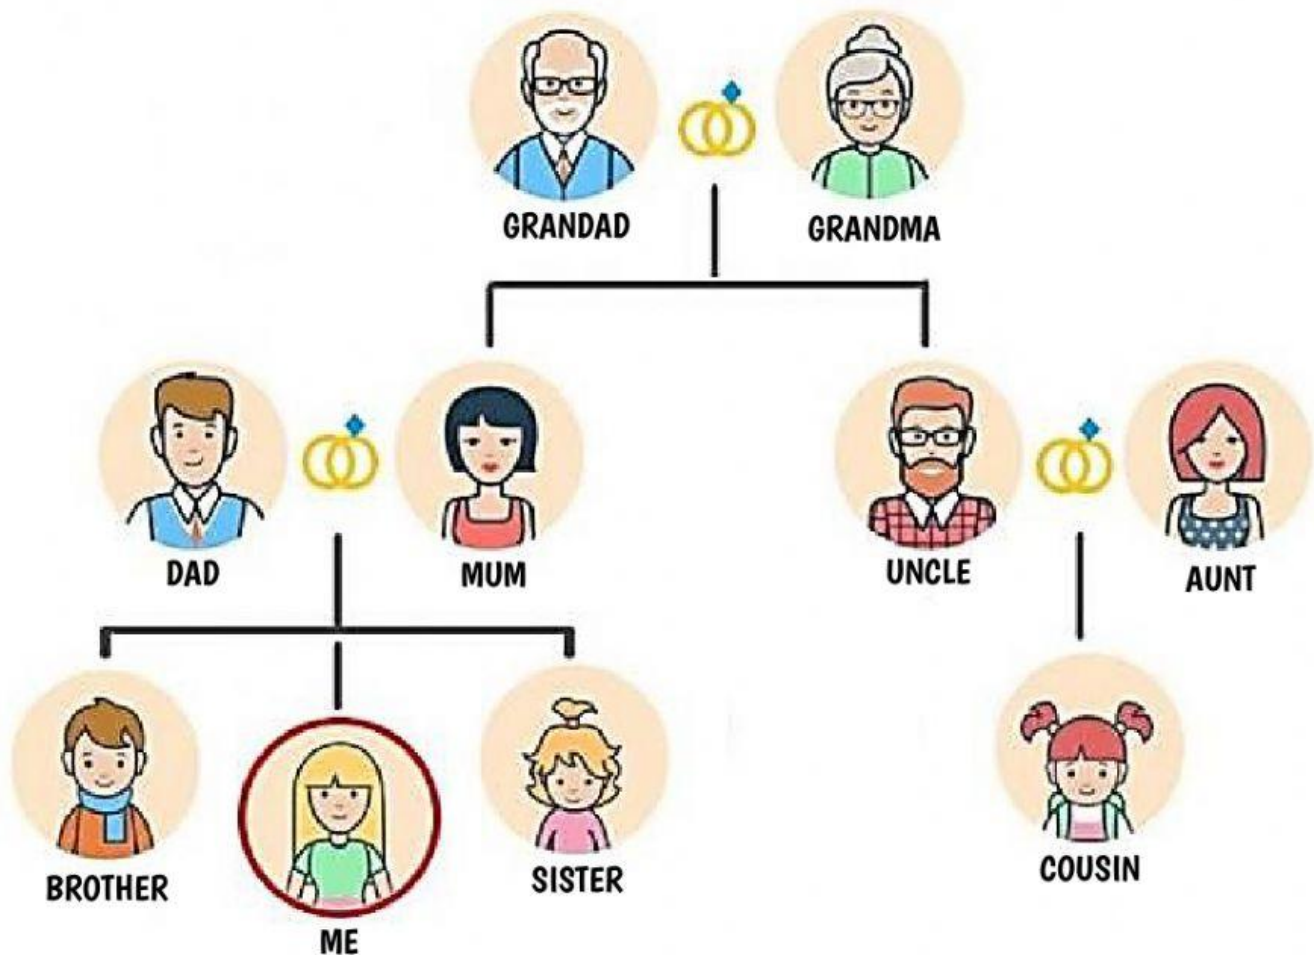 GRANDAD
GRANDMA
DAD
MUM
UNCLE
AUNT
BROTHER
ME
SISTER
COUSIN